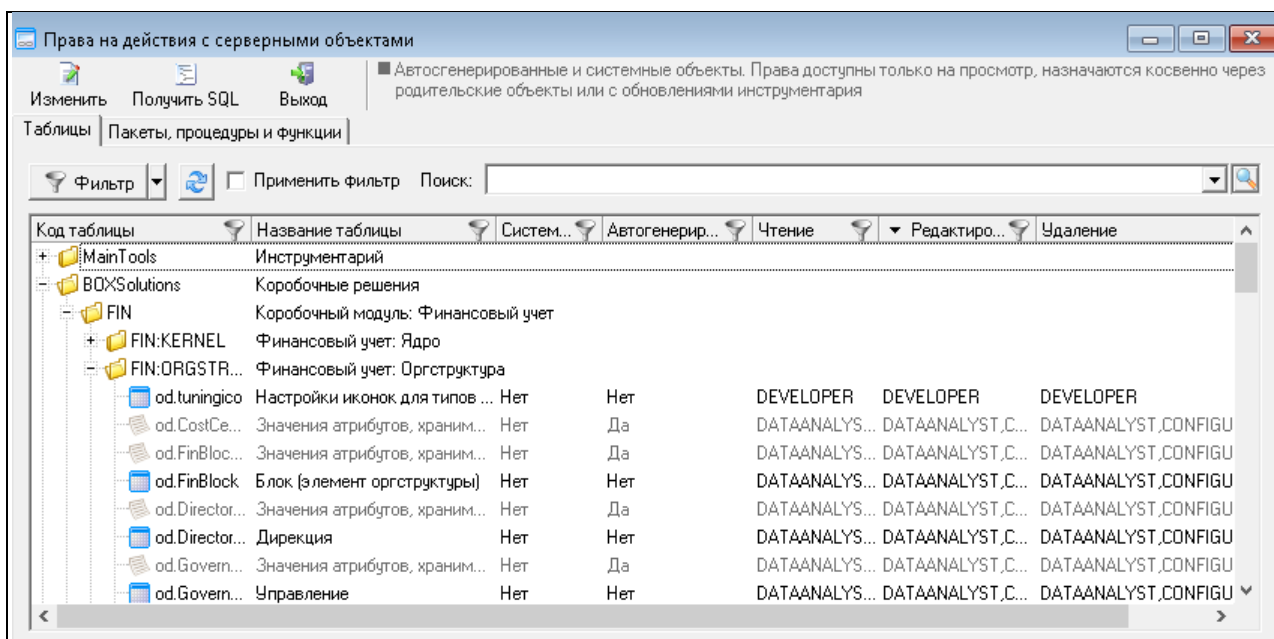 Права на действия с серверными объектами
Автосгенерированные и системные объекты. Права доступны только на просмотр, назначаются косвенно через
родительские объекты или с обновлениями инструментария
Изменить Получить SQL Выход
Таблицы Пакеты, процедуры и функции
Фильтр Применить фильтр Поиск:
Код таблицы Название таблицы Систем... Автогенерир... Чтение Редактиро... Удаление
MainTools Инструментарий
BOXSolutions Коробочные решения
FIN Коробочный модуль: Финансовый учет
FIN:KERNEL Финансовый учет: Ядро
FIN:ORGSTR... Финансовый учет: Оргструктура
od.tuningico Настройки иконок для типов ... Нет Нет DEVELOPER DEVELOPER DEVELOPER
od.CostCe... Значения атрибутов, храним... Нет Да DATAANALYS... DATAANALYST,C... DATAANALYST,CONFIGU
od.FinBloc... Значения атрибутов, храним... Нет Да DATAANALYS... DATAANALYST,C... DATAANALYST,CONFIGU
od.FinBlock Блок (элемент оргструктуры) Нет Нет DATAANALYS... DATAANALYST,C... DATAANALYST,CONFIGU
od.Director... Значения атрибутов, храним... Нет Да DATAANALYS... DATAANALYST,C... DATAANALYST,CONFIGU
od.Director... Дирекция Нет Нет DATAANALYS... DATAANALYST,C... DATAANALYST,CONFIGU
od.Govern... Значения атрибутов, храним... Нет Да DATAANALYS... DATAANALYST,C... DATAANALYST,CONFIGU
od.Govern... Управление Нет Нет DATAANALYS... DATAANALYST,C... DATAANALYST,CONFIGU